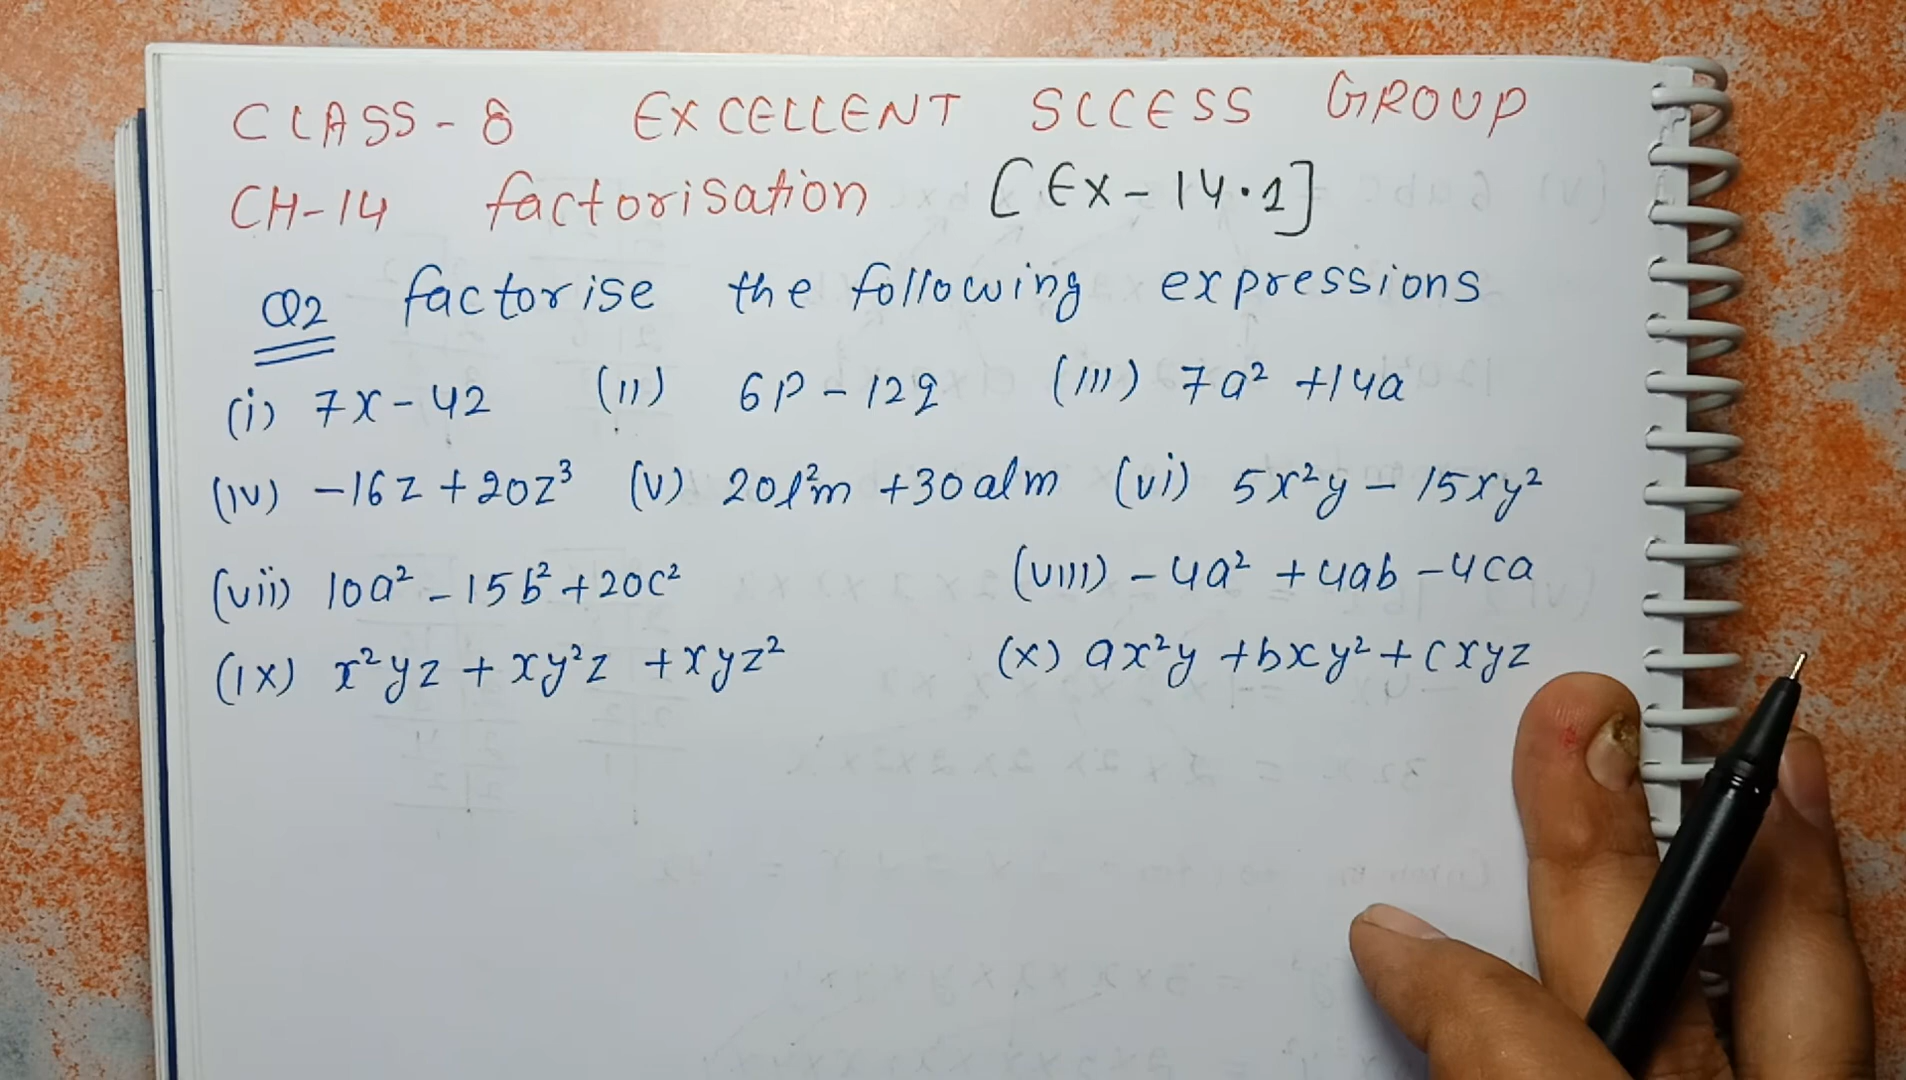 CLASS-8 EXCELLENT SCCESS GROUP
CH-14 factorisation [EX-14.1]
Q2 factorise the following expressions
(i) 7x-42 (ii) 6p-12q (iii) 7a² +14a
(iv) -16z+20z³ (v) 20l²m +30alm (vi) 5x²y - 15xy²
(vii) 10a² - 15b² +20c² (viii) -4a² +4ab -4ca
(ix) x²yz + xy²z +xyz² (x) ax²y +bxy² + cxyz